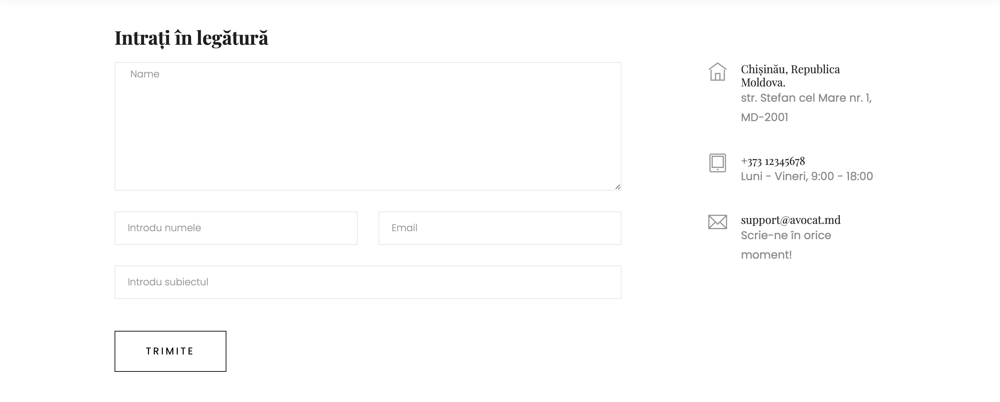 Intrați în legătură
Name
Introdu numele
Email
Introdu subiectul
TRIMITE
Chișinău, Republica
Moldova.
str. Stefan cel Mare nr. 1,
MD-2001
+373 12345678
Luni - Vineri, 9:00 - 18:00
support@avocat.md
Scrie-ne în orice
moment!